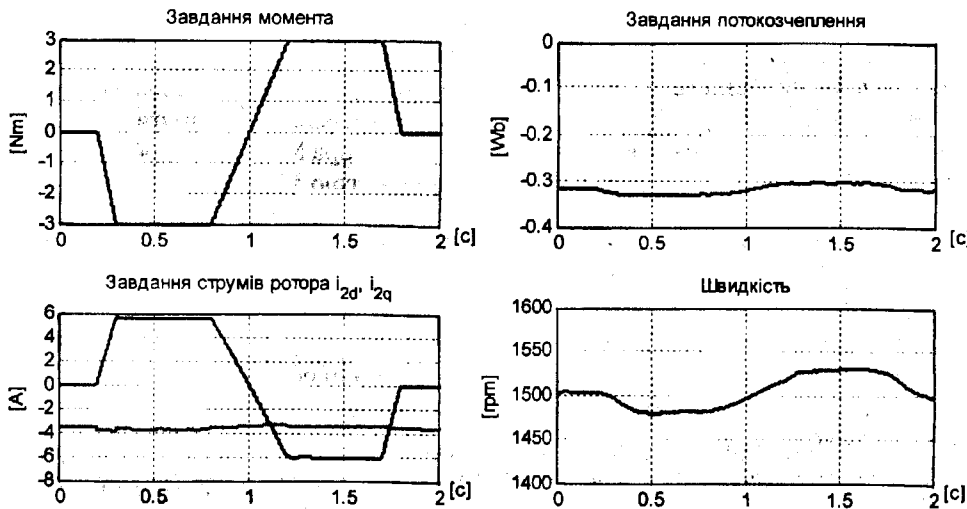 Завдання момента
3
2
1
0
-1
-2
-3
[Nm]
0 0.5 1 1.5 2 [c]
Завдання потокозчеплення
0
-0.1
-0.2
-0.3
-0.4
[Wb]
0 0.5 1 1.5 2 [c]
Завдання струмів ротора i2d, i2q
6
4
2
0
-2
-4
-6
-8
[A]
0 0.5 1 1.5 2 [c]
Швидкість
1600
1550
1500
1450
1400
[rpm]
0 0.5 1 1.5 2 [c]